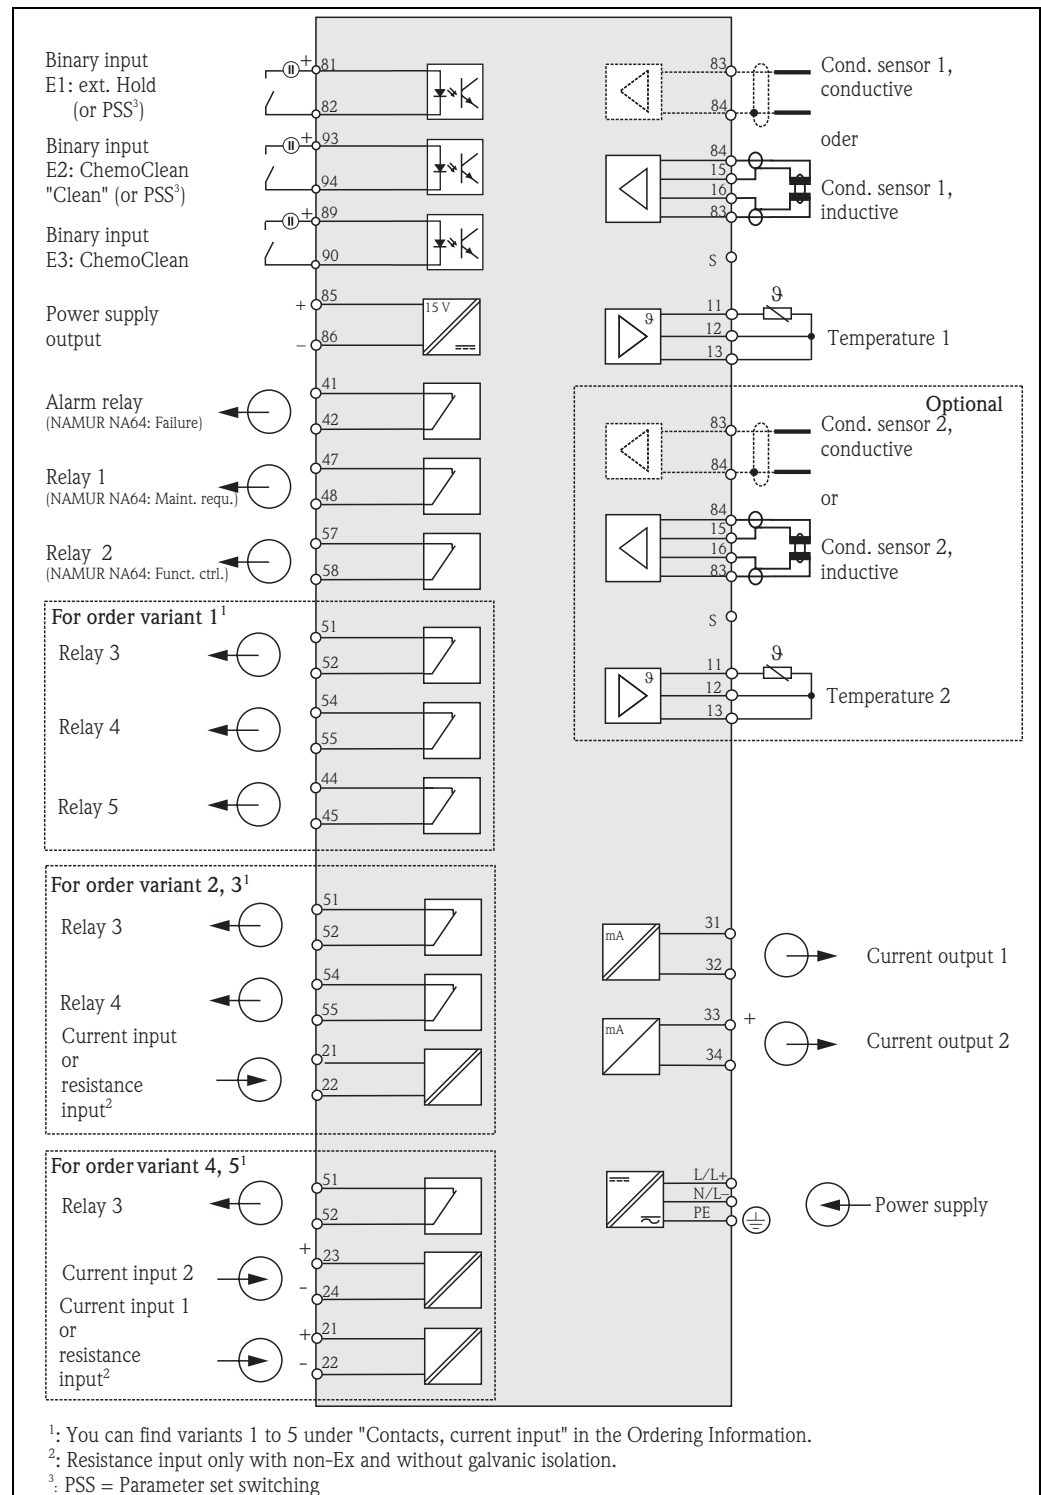 Binary input
E1: ext. Hold
(or PSS³)
+
81
82
Binary input
E2: ChemoClean
"Clean" (or PSS³)
+
93
94
Binary input
E3: ChemoClean
+
89
90
Power supply
output
+
85
–
86
15 V
Alarm relay
(NAMUR NA64: Failure)
41
42
Relay 1
(NAMUR NA64: Maint. requ.)
47
48
Relay 2
(NAMUR NA64: Funct. ctrl.)
57
58
For order variant 1¹
Relay 3
51
52
Relay 4
54
55
Relay 5
44
45
For order variant 2, 3¹
Relay 3
51
52
Relay 4
54
55
Current input
or
resistance
input²
21
22
For order variant 4, 5¹
Relay 3
51
52
Current input 2
+
23
-
24
Current input 1
or
resistance
input²
+
21
-
22
83
84
Cond. sensor 1,
conductive
oder
84
15
16
83
Cond. sensor 1,
inductive
S
ϑ
11
12
13
ϑ
Temperature 1
Optional
83
84
Cond. sensor 2,
conductive
or
84
15
16
83
Cond. sensor 2,
inductive
S
ϑ
11
12
13
ϑ
Temperature 2
mA
31
32
Current output 1
mA
33
+
34
Current output 2
L/L+
N/L–
PE
Power supply
¹: You can find variants 1 to 5 under "Contacts, current input" in the Ordering Information.
²: Resistance input only with non-Ex and without galvanic isolation.
³: PSS = Parameter set switching